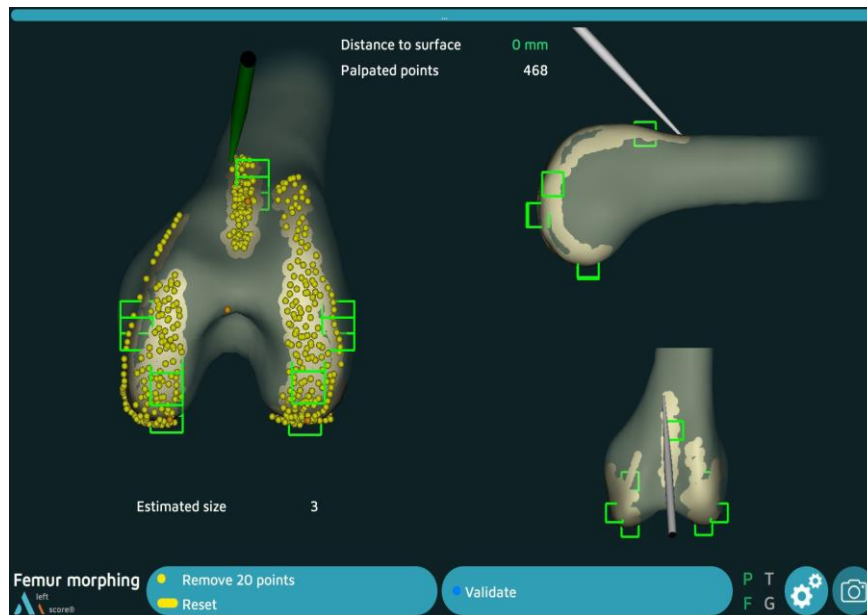 ...
Distance to surface 0 mm
Palpated points 468
Estimated size 3
Femur morphing
left
score®
Remove 20 points
Reset
Validate
P T
F G